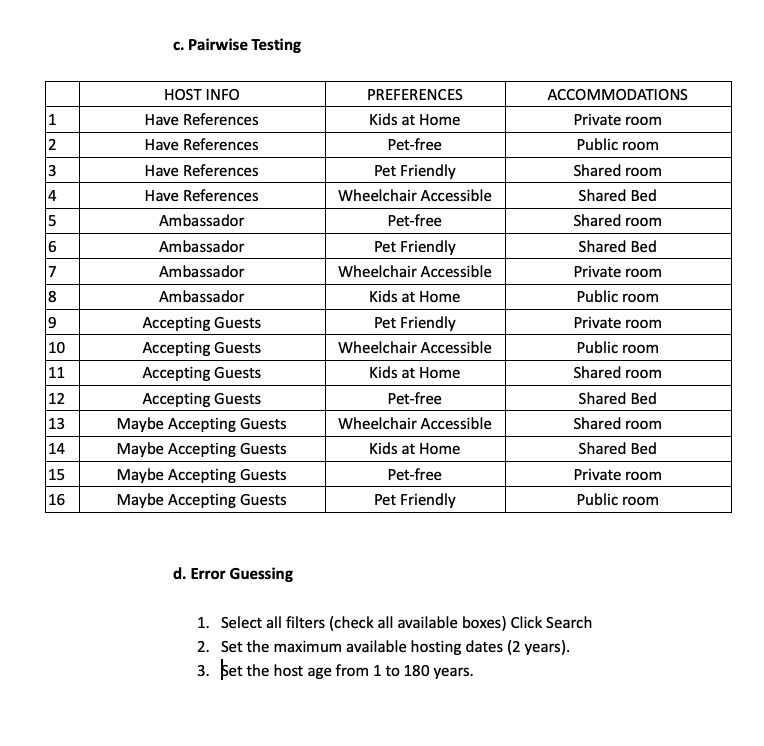 c. Pairwise Testing
HOST INFO PREFERENCES ACCOMMODATIONS
1 Have References Kids at Home Private room
2 Have References Pet-free Public room
3 Have References Pet Friendly Shared room
4 Have References Wheelchair Accessible Shared Bed
5 Ambassador Pet-free Shared room
6 Ambassador Pet Friendly Shared Bed
7 Ambassador Wheelchair Accessible Private room
8 Ambassador Kids at Home Public room
9 Accepting Guests Pet Friendly Private room
10 Accepting Guests Wheelchair Accessible Public room
11 Accepting Guests Kids at Home Shared room
12 Accepting Guests Pet-free Shared Bed
13 Maybe Accepting Guests Wheelchair Accessible Shared room
14 Maybe Accepting Guests Kids at Home Shared Bed
15 Maybe Accepting Guests Pet-free Private room
16 Maybe Accepting Guests Pet Friendly Public room
d. Error Guessing
1. Select all filters (check all available boxes) Click Search
2. Set the maximum available hosting dates (2 years).
3. Set the host age from 1 to 180 years.